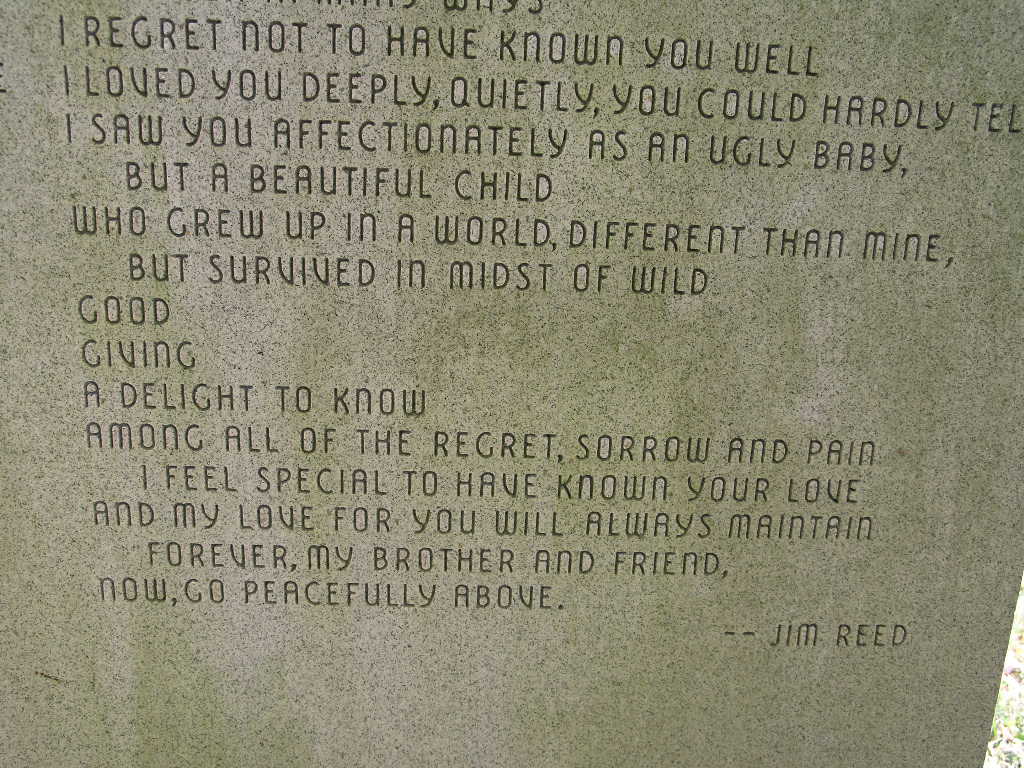 WAYS
I REGRET NOT TO HAVE KNOWN YOU WELL
I LOVED YOU DEEPLY, QUIETLY, YOU COULD HARDLY TEL
I SAW YOU AFFECTIONATELY AS AN UGLY BABY,
BUT A BEAUTIFUL CHILD
WHO GREW UP IN A WORLD, DIFFERENT THAN MINE,
BUT SURVIVED IN MIDST OF WILD
GOOD
GIVING
A DELIGHT TO KNOW
AMONG ALL OF THE REGRET, SORROW AND PAIN
I FEEL SPECIAL TO HAVE KNOWN YOUR LOVE
AND MY LOVE FOR YOU WILL ALWAYS MAINTAIN
FOREVER, MY BROTHER AND FRIEND,
NOW, GO PEACEFULLY ABOVE.
-- JIM REED